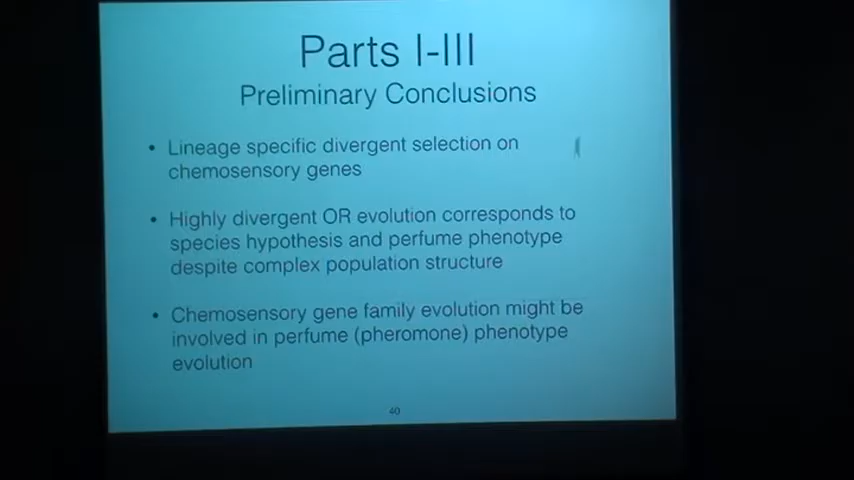 Parts I-III
Preliminary Conclusions
• Lineage specific divergent selection on
chemosensory genes
• Highly divergent OR evolution corresponds to
species hypothesis and perfume phenotype
despite complex population structure
• Chemosensory gene family evolution might be
involved in perfume (pheromone) phenotype
evolution
40